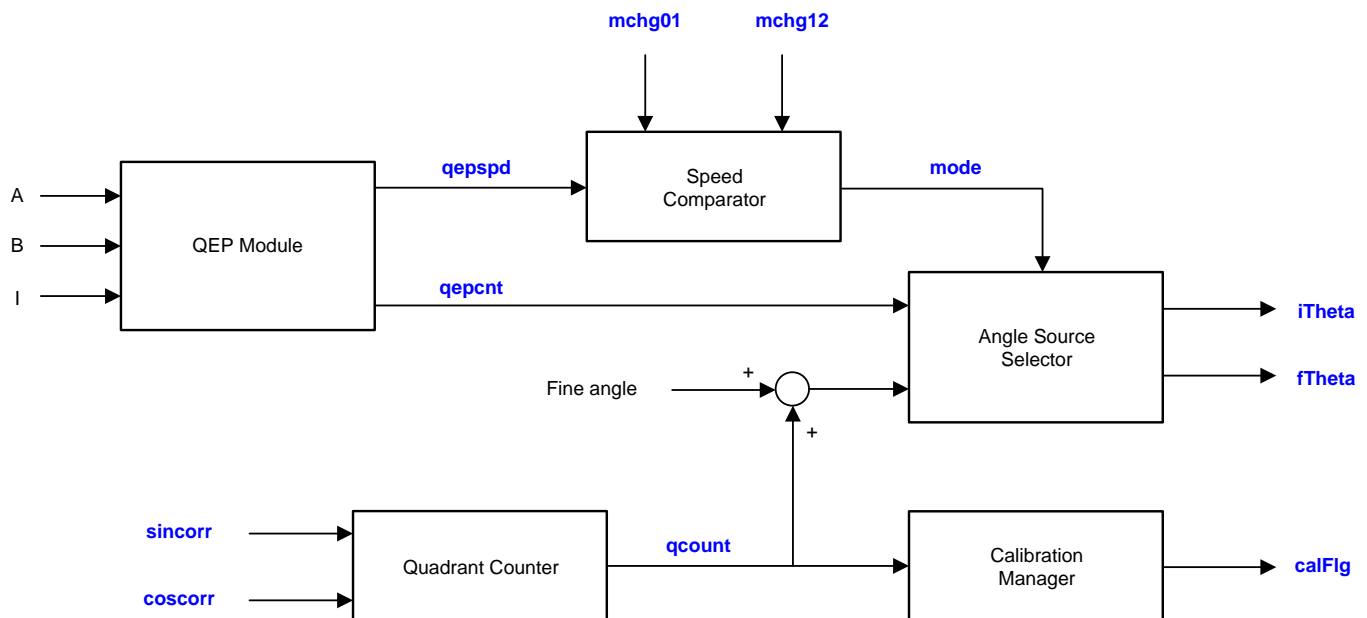 mchg01
mchg12
qepspd
Speed
Comparator
mode
A
B
I
QEP Module
qepcnt
Angle Source
Selector
iTheta
fTheta
Fine angle
+
+
sincorr
coscorr
Quadrant Counter
qcount
Calibration
Manager
calFlg